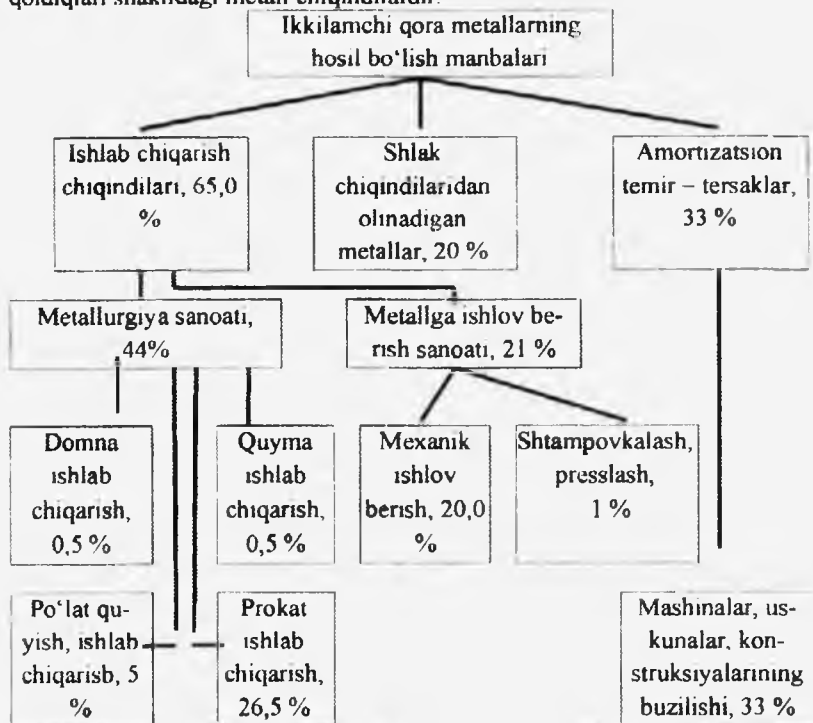 qoldiqlari shaklidagi metall chiqindilardir.
Ikkilamchi qora metallarning
hosil bo‘lish manbalari
Ishlab chiqarish
chiqindilari, 65,0
%
Shlak
chiqindilaridan
olinadigan
metallar, 20 %
Amortizatsion
temir – tersaklar,
33 %
Metallurgiya sanoati,
44%
Metallga ishlov be-
rish sanoati, 21 %
Domna
ishlab
chiqarish,
0,5 %
Quyma
ishlab
chiqarish,
0,5 %
Mexanik
ishlov
berish, 20,0
%
Shtampovkalash,
presslash,
1 %
Po‘lat qu-
yish, ishlab
chiqarisb, 5
%
Prokat
ishlab
chiqarish,
26,5 %
Mashinalar, us-
kunalar, kon-
struksiyalarining
buzilishi, 33 %